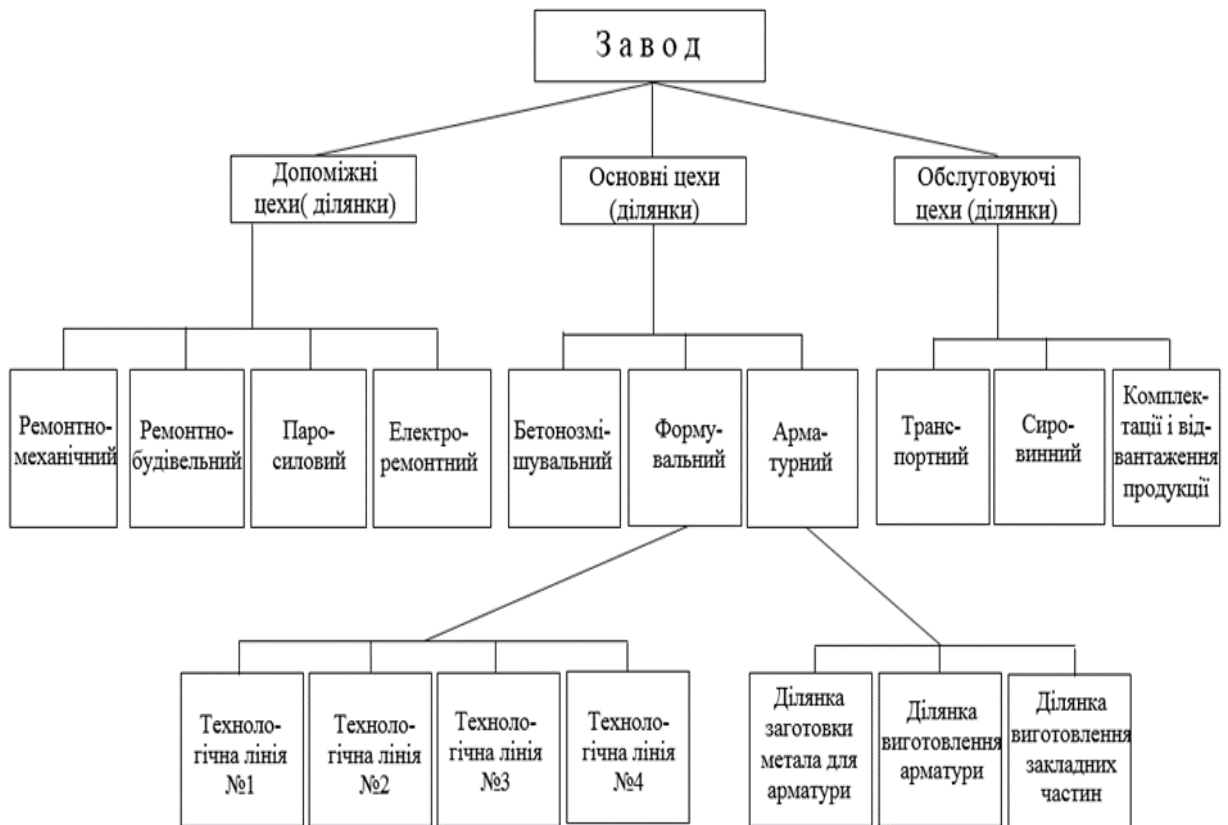 З а в о д
Допоміжні
цехи( ділянки)
Основні цехи
(ділянки)
Обслуговуючі
цехи (ділянки)
Ремонтно-
механічний
Ремонтно-
будівельний
Паро-
силовий
Електро-
ремонтний
Бетонозмі-
шувальний
Форму-
вальний
Арма-
турний
Транс-
портний
Сиро-
винний
Комплек-
тації і від-
вантаження
продукції
Техноло-
гічна лінія
№1
Техноло-
гічна лінія
№2
Техноло-
гічна лінія
№3
Техноло-
гічна лінія
№4
Ділянка
заготовки
метала для
арматури
Ділянка
виготовлення
арматури
Ділянка
виготовлення
закладних
частин